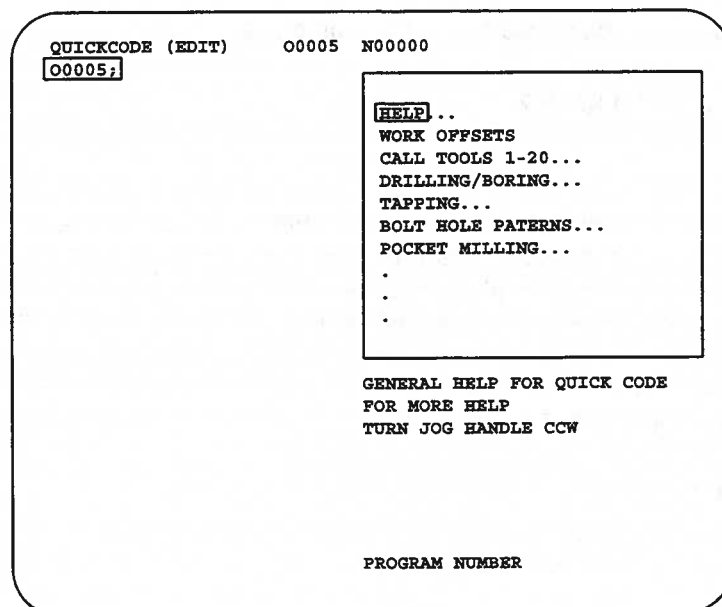 QUICKCODE (EDIT) O0005 N00000
O0005;
HELP...
WORK OFFSETS
CALL TOOLS 1-20...
DRILLING/BORING...
TAPPING...
BOLT HOLE PATERNS...
POCKET MILLING...
.
.
.
GENERAL HELP FOR QUICK CODE
FOR MORE HELP
TURN JOG HANDLE CCW
PROGRAM NUMBER